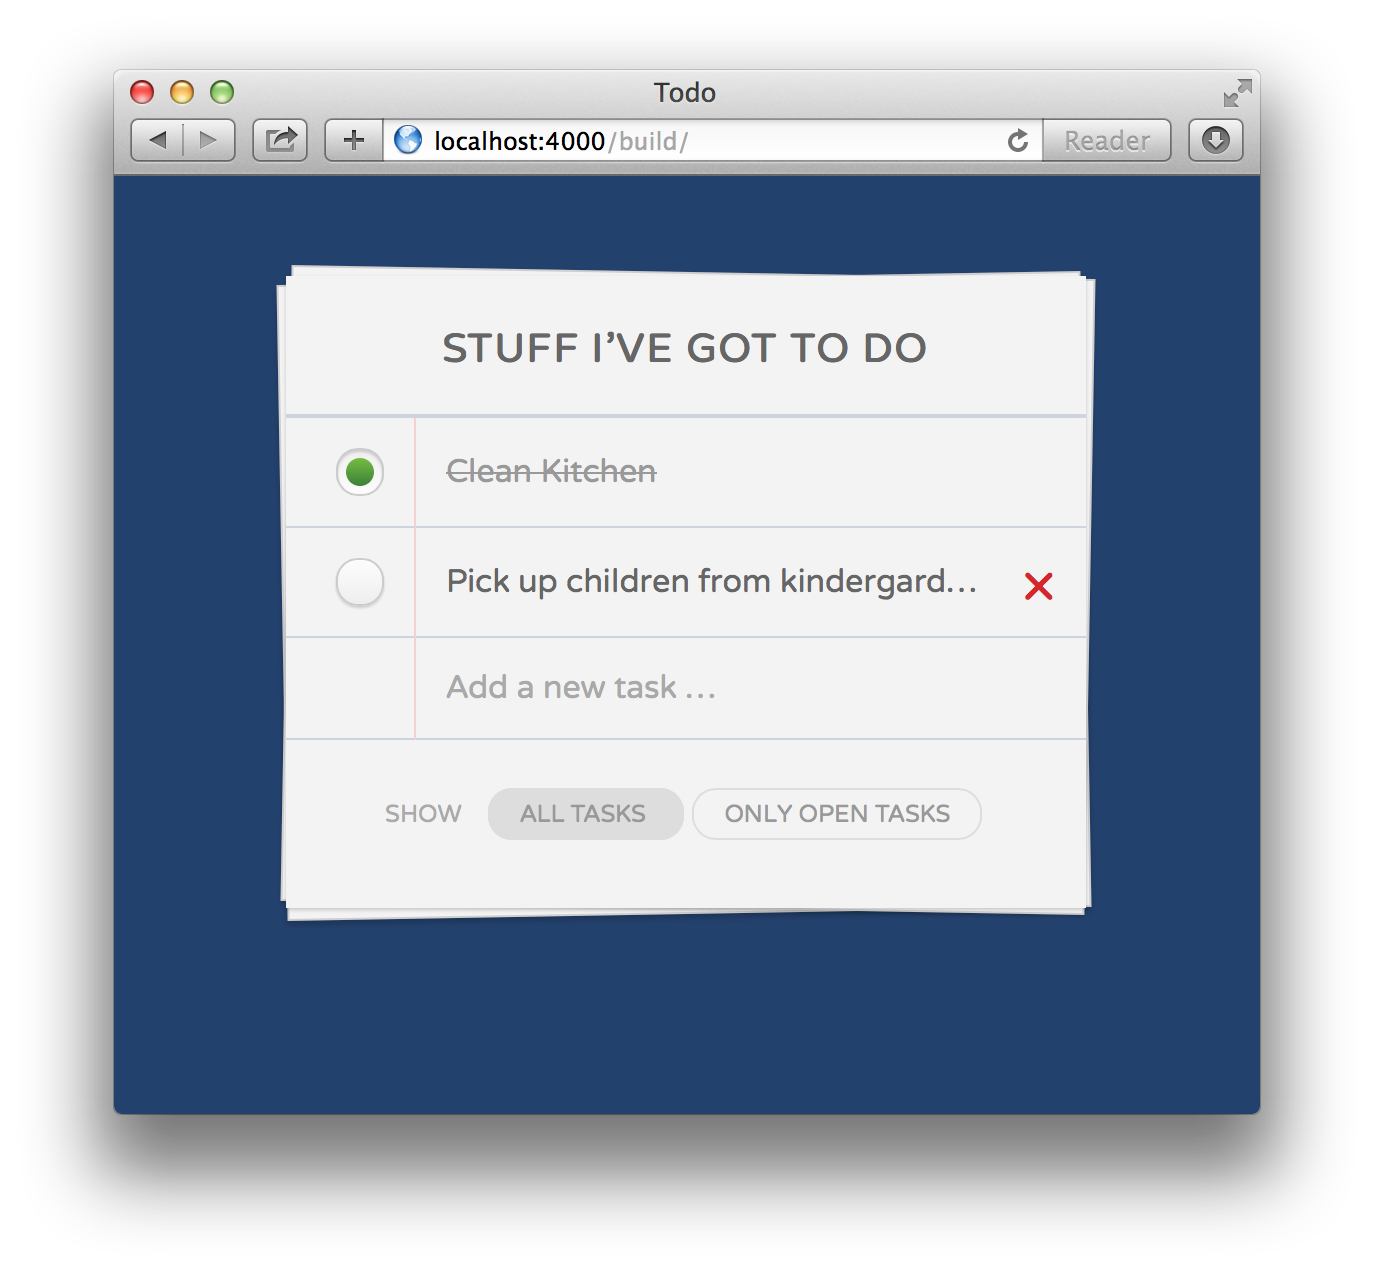 Todo
localhost:4000/build/
Reader
STUFF I’VE GOT TO DO
Clean Kitchen
Pick up children from kindergard…
Add a new task …
SHOW ALL TASKS ONLY OPEN TASKS